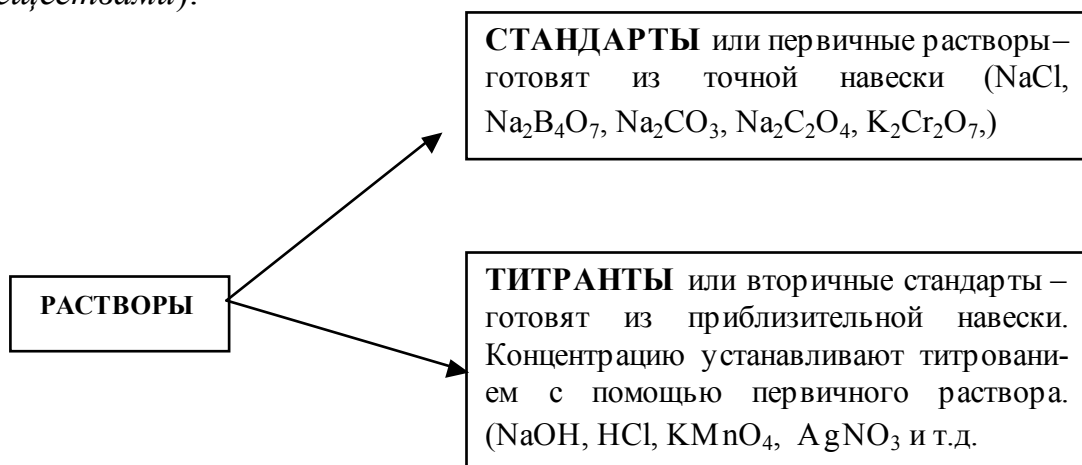 СТАНДАРТЫ или первичные растворы–
готовят из точной навески (NaCl,
Na₂B₄O₇, Na₂CO₃, Na₂C₂O₄, K₂Cr₂O₇,)
РАСТВОРЫ
ТИТРАНТЫ или вторичные стандарты –
готовят из приблизительной навески.
Концентрацию устанавливают титровани-
ем с помощью первичного раствора.
(NaOH, HCl, KMnO₄, AgNO₃ и т.д.